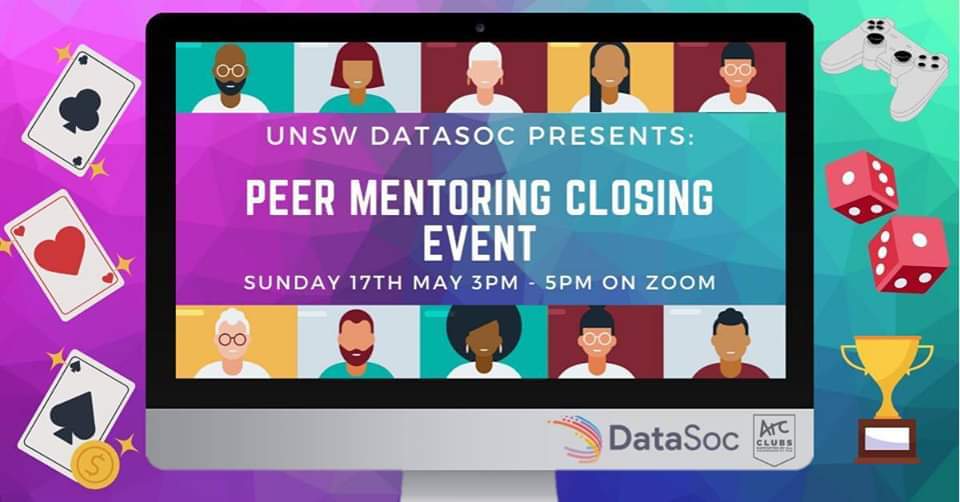 UNSW DATASOC PRESENTS:
PEER MENTORING CLOSING
EVENT
SUNDAY 17TH MAY 3PM - 5PM ON ZOOM
DataSoc
ARC
CLUBS
$